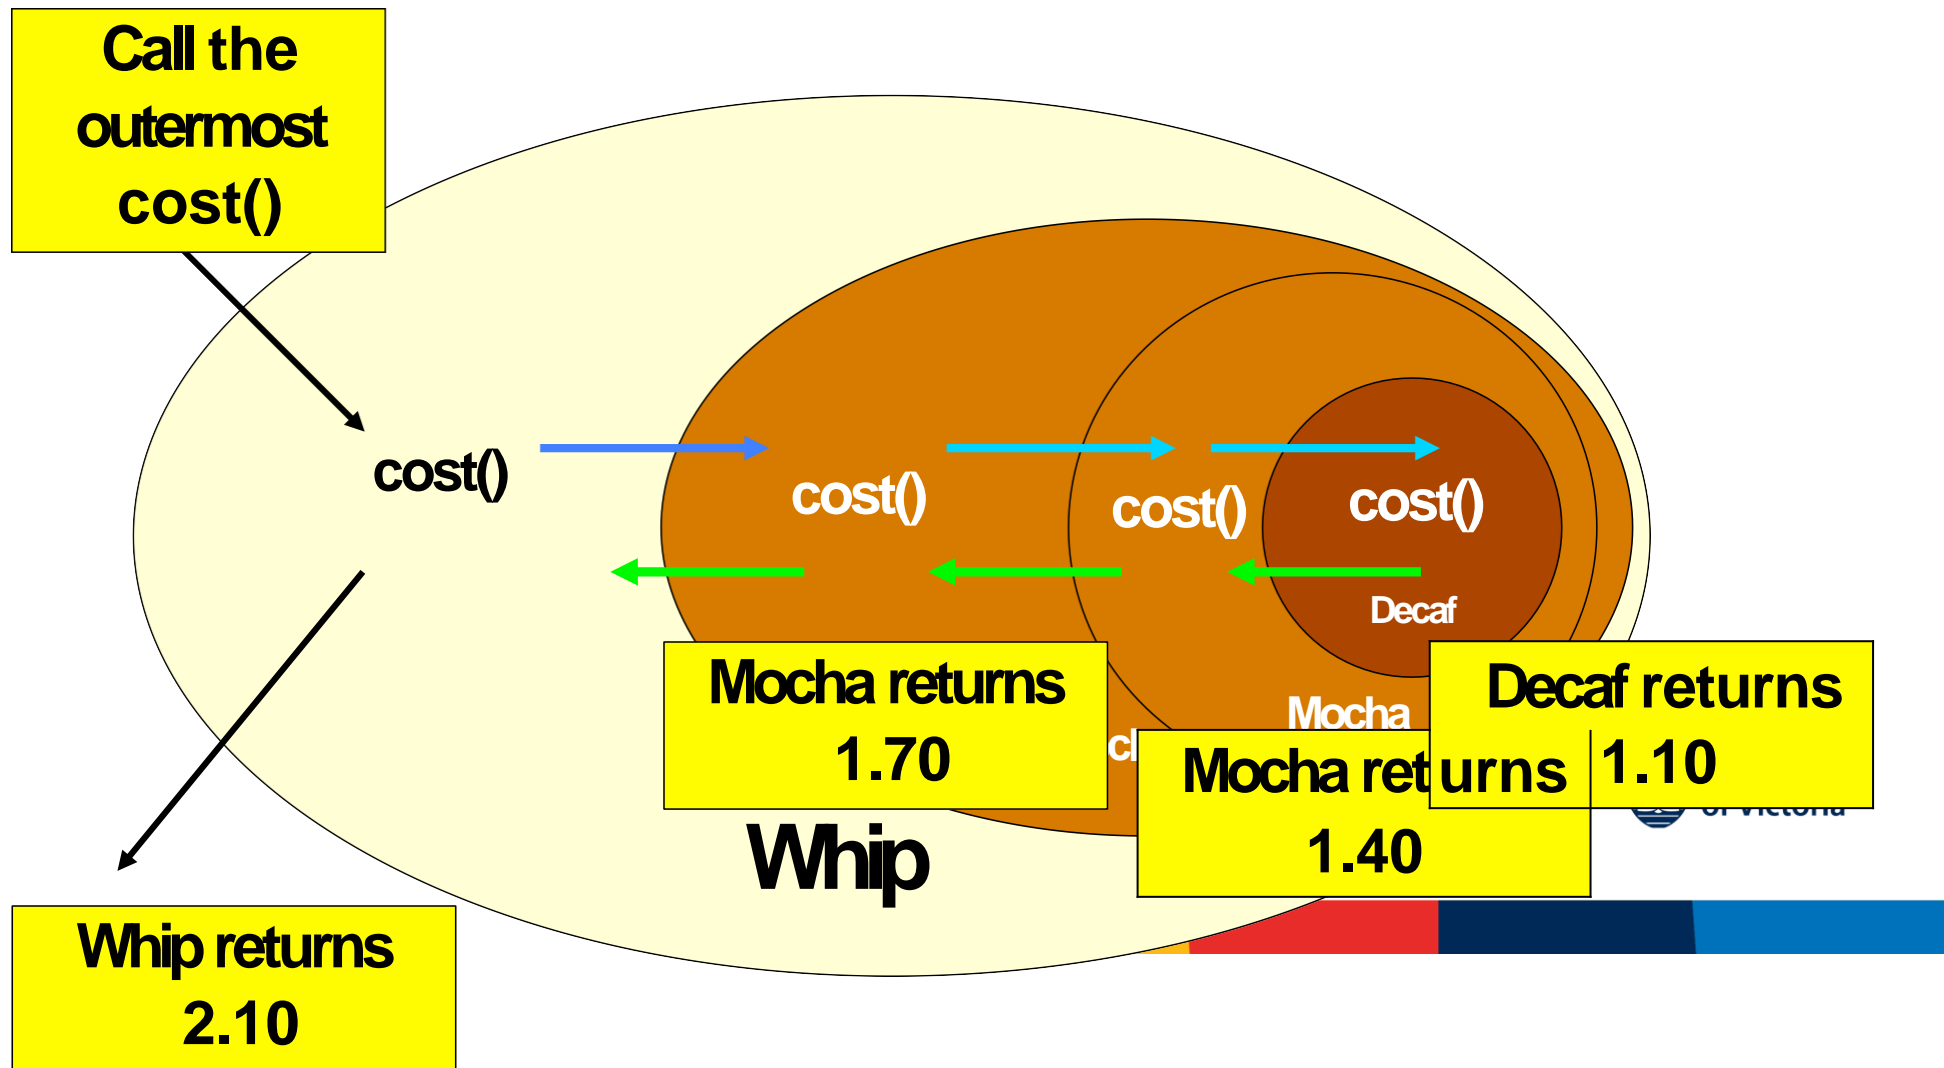 Call the
outermost
cost()
cost()
cost()
cost()
cost()
Decaf
Mocha
Mocha returns
1.70
Mocha returns
1.40
Decaf returns
1.10
Whip
Whip returns
2.10